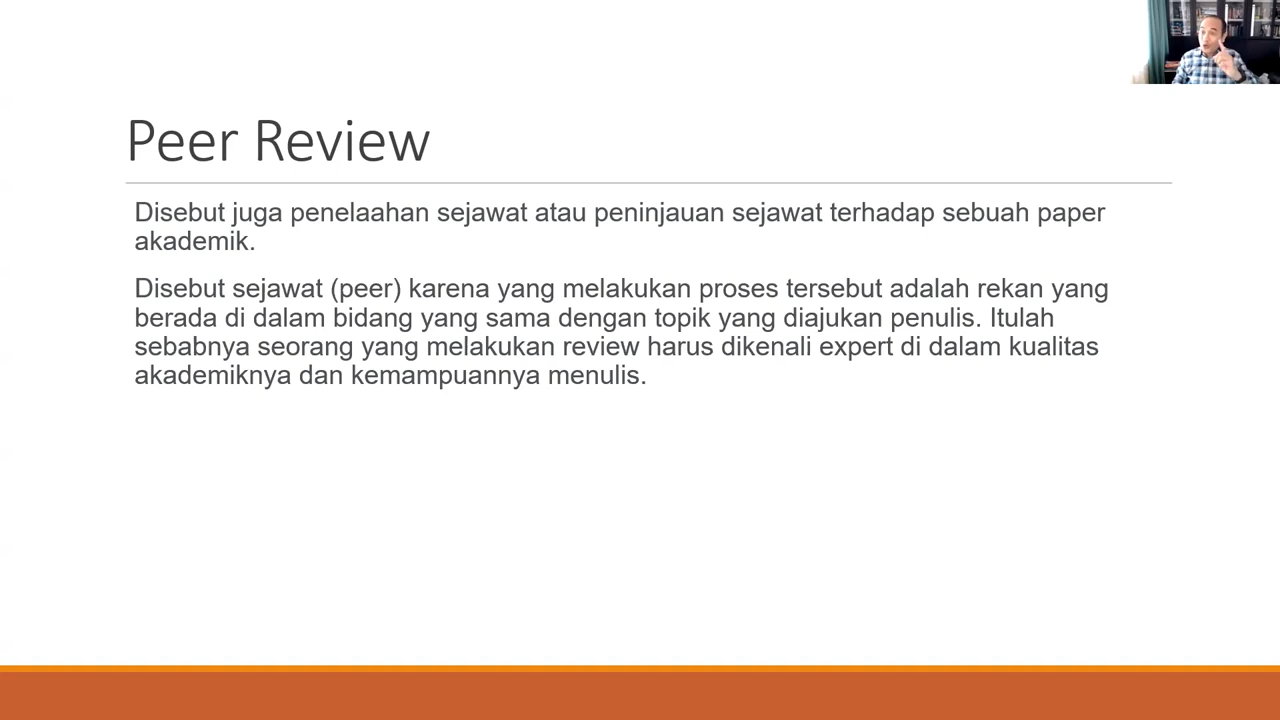 Peer Review
Disebut juga penelaahan sejawat atau peninjauan sejawat terhadap sebuah paper
akademik.
Disebut sejawat (peer) karena yang melakukan proses tersebut adalah rekan yang
berada di dalam bidang yang sama dengan topik yang diajukan penulis. Itulah
sebabnya seorang yang melakukan review harus dikenali expert di dalam kualitas
akademiknya dan kemampuannya menulis.